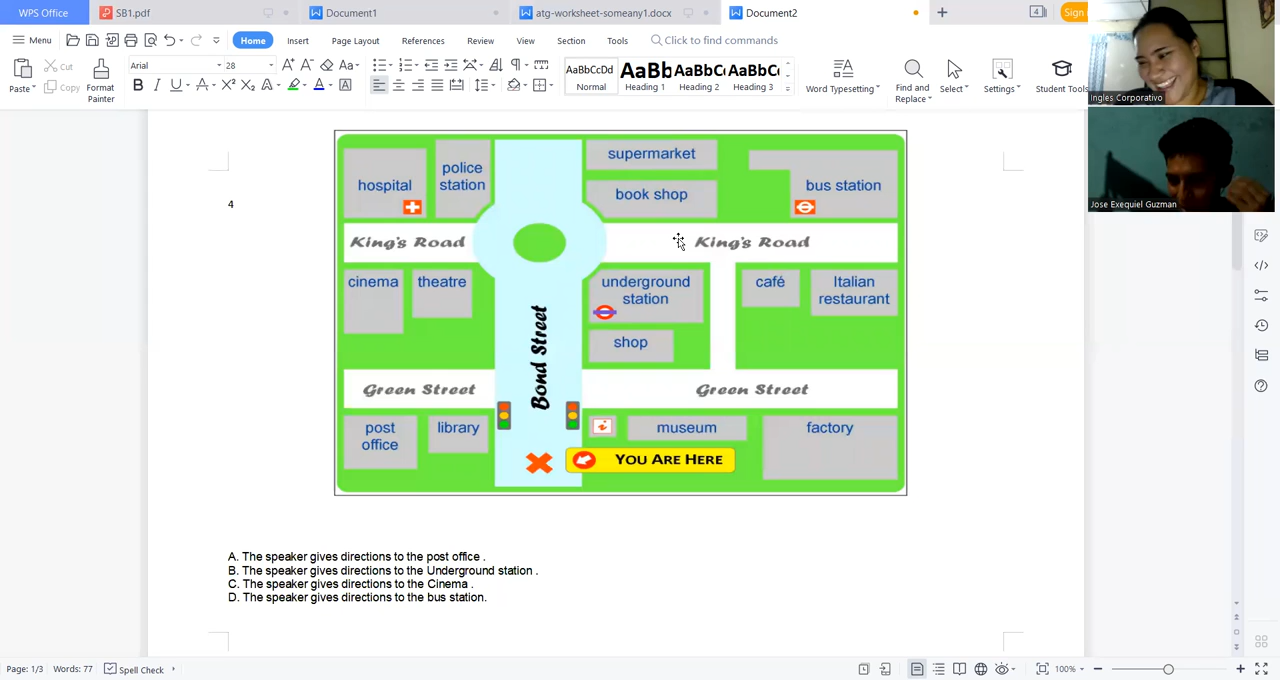 WPS Office
SB1.pdf
Document1
atg-worksheet-someany1.docx
Document2
4
Sign
Menu
Home
Insert
Page Layout
References
Review
View
Section
Tools
Click to find commands
Paste
Cut
Copy
Format
Painter
Arial
28
AaBbCcDd
Normal
AaBb
Heading 1
AaBbCc
Heading 2
AaBbCc
Heading 3
Word Typesetting
Find and
Replace
Select
Settings
Student Tools
Ingles Corporativo
Jose Exequiel Guzman
4
hospital
police
station
supermarket
book shop
bus station
King's Road
King's Road
cinema
theatre
underground
station
café
Italian
restaurant
shop
Bond Street
Green Street
Green Street
post
office
library
museum
factory
YOU ARE HERE
A. The speaker gives directions to the post office .
B. The speaker gives directions to the Underground station .
C. The speaker gives directions to the Cinema .
D. The speaker gives directions to the bus station.
Page: 1/3
Words: 77
Spell Check
100%